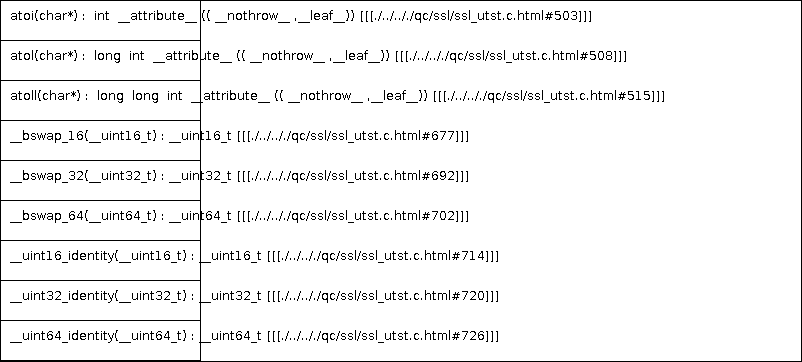 atoi(char*) : int __attribute__ (( __nothrow__ ,__leaf__)) [[[./../.././qc/ssl/ssl_utst.c.html#503]]]
atol(char*) : long int __attribute__ (( __nothrow__ ,__leaf__)) [[[./../.././qc/ssl/ssl_utst.c.html#508]]]
atoll(char*) : long long int __attribute__ (( __nothrow__ ,__leaf__)) [[[./../.././qc/ssl/ssl_utst.c.html#515]]]
__bswap_16(__uint16_t) : __uint16_t [[[./../.././qc/ssl/ssl_utst.c.html#677]]]
__bswap_32(__uint32_t) : __uint32_t [[[./../.././qc/ssl/ssl_utst.c.html#692]]]
__bswap_64(__uint64_t) : __uint64_t [[[./../.././qc/ssl/ssl_utst.c.html#702]]]
__uint16_identity(__uint16_t) : __uint16_t [[[./../.././qc/ssl/ssl_utst.c.html#714]]]
__uint32_identity(__uint32_t) : __uint32_t [[[./../.././qc/ssl/ssl_utst.c.html#720]]]
__uint64_identity(__uint64_t) : __uint64_t [[[./../.././qc/ssl/ssl_utst.c.html#726]]]